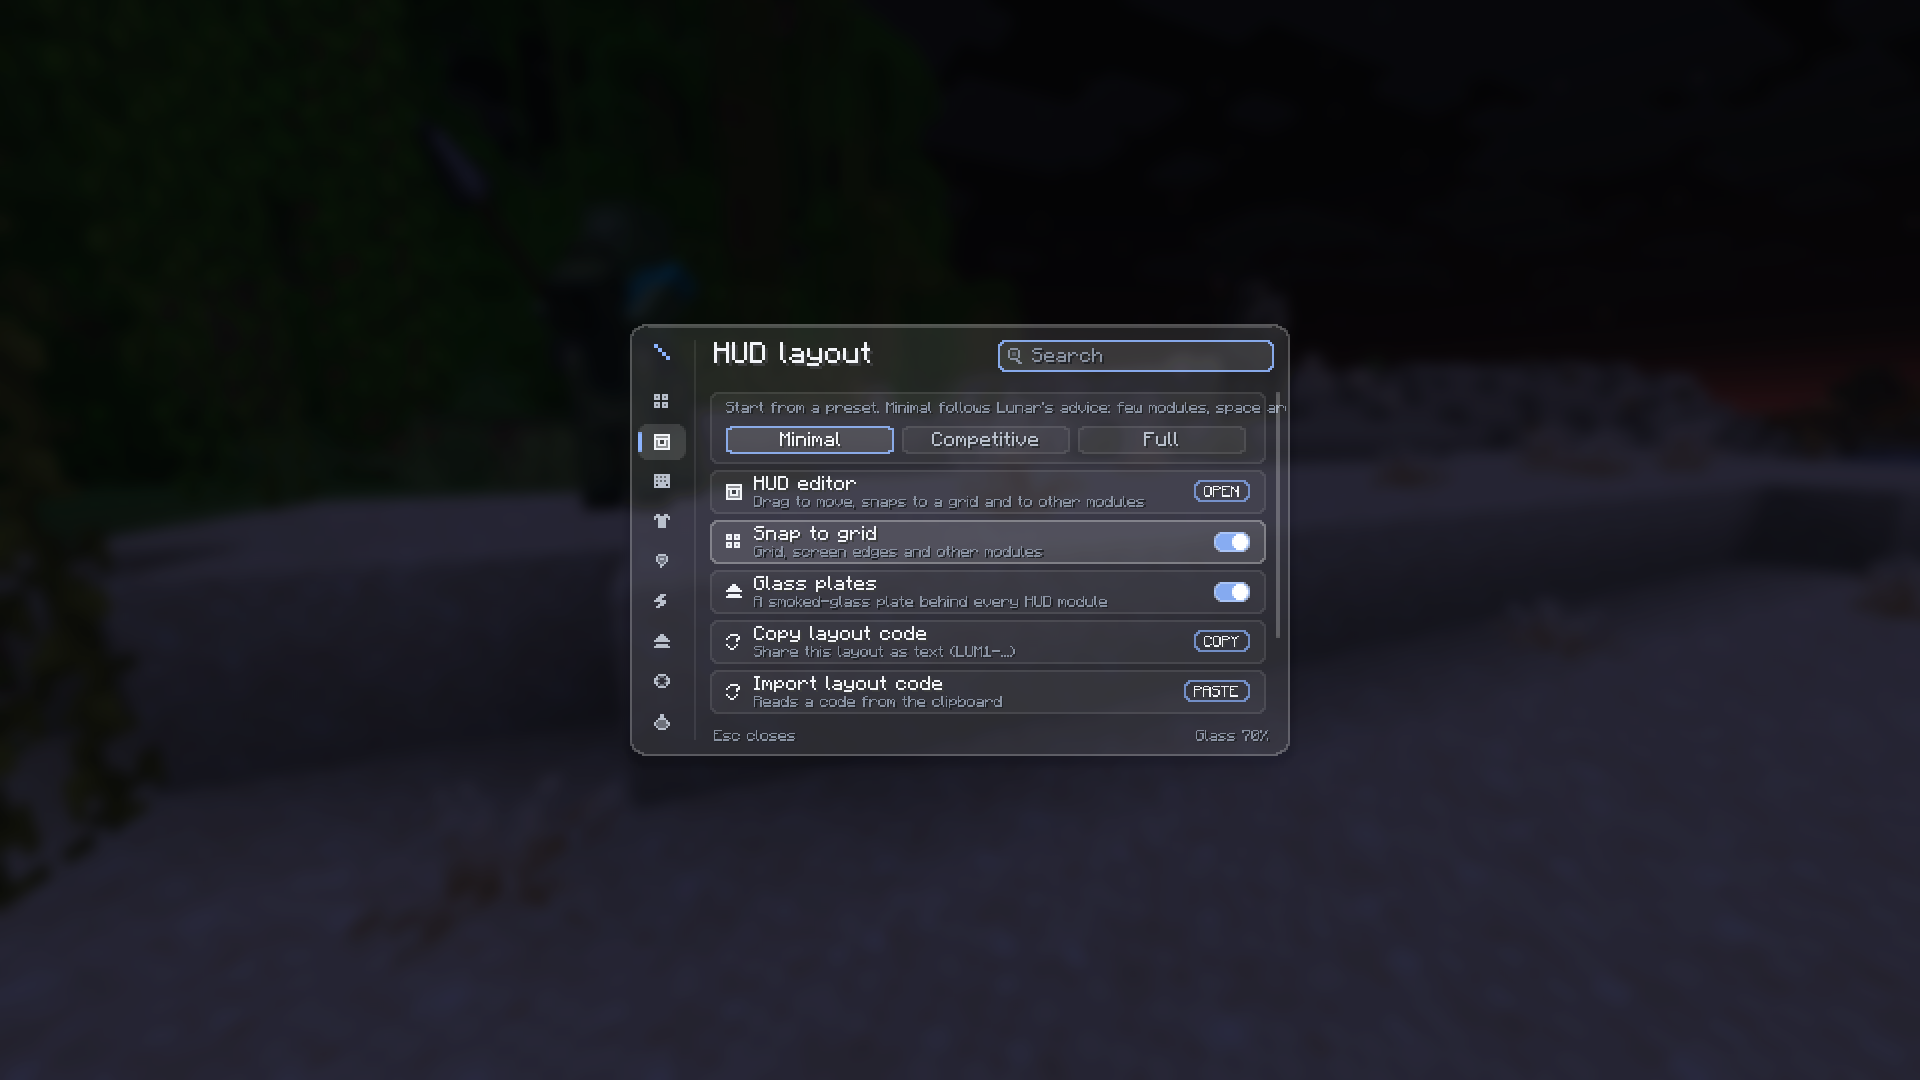 HUD layout
Search
Start from a preset. Minimal follows Lunar's advice: few modules, space
Minimal
Competitive
Full
HUD editor
Drag to move, snaps to a grid and to other modules
OPEN
Snap to grid
Grid, screen edges and other modules
Glass plates
A smoked-glass plate behind every HUD module
Copy layout code
Share this layout as text (LUM1-…)
COPY
Import layout code
Reads a code from the clipboard
PASTE
Esc closes
Glass 70%